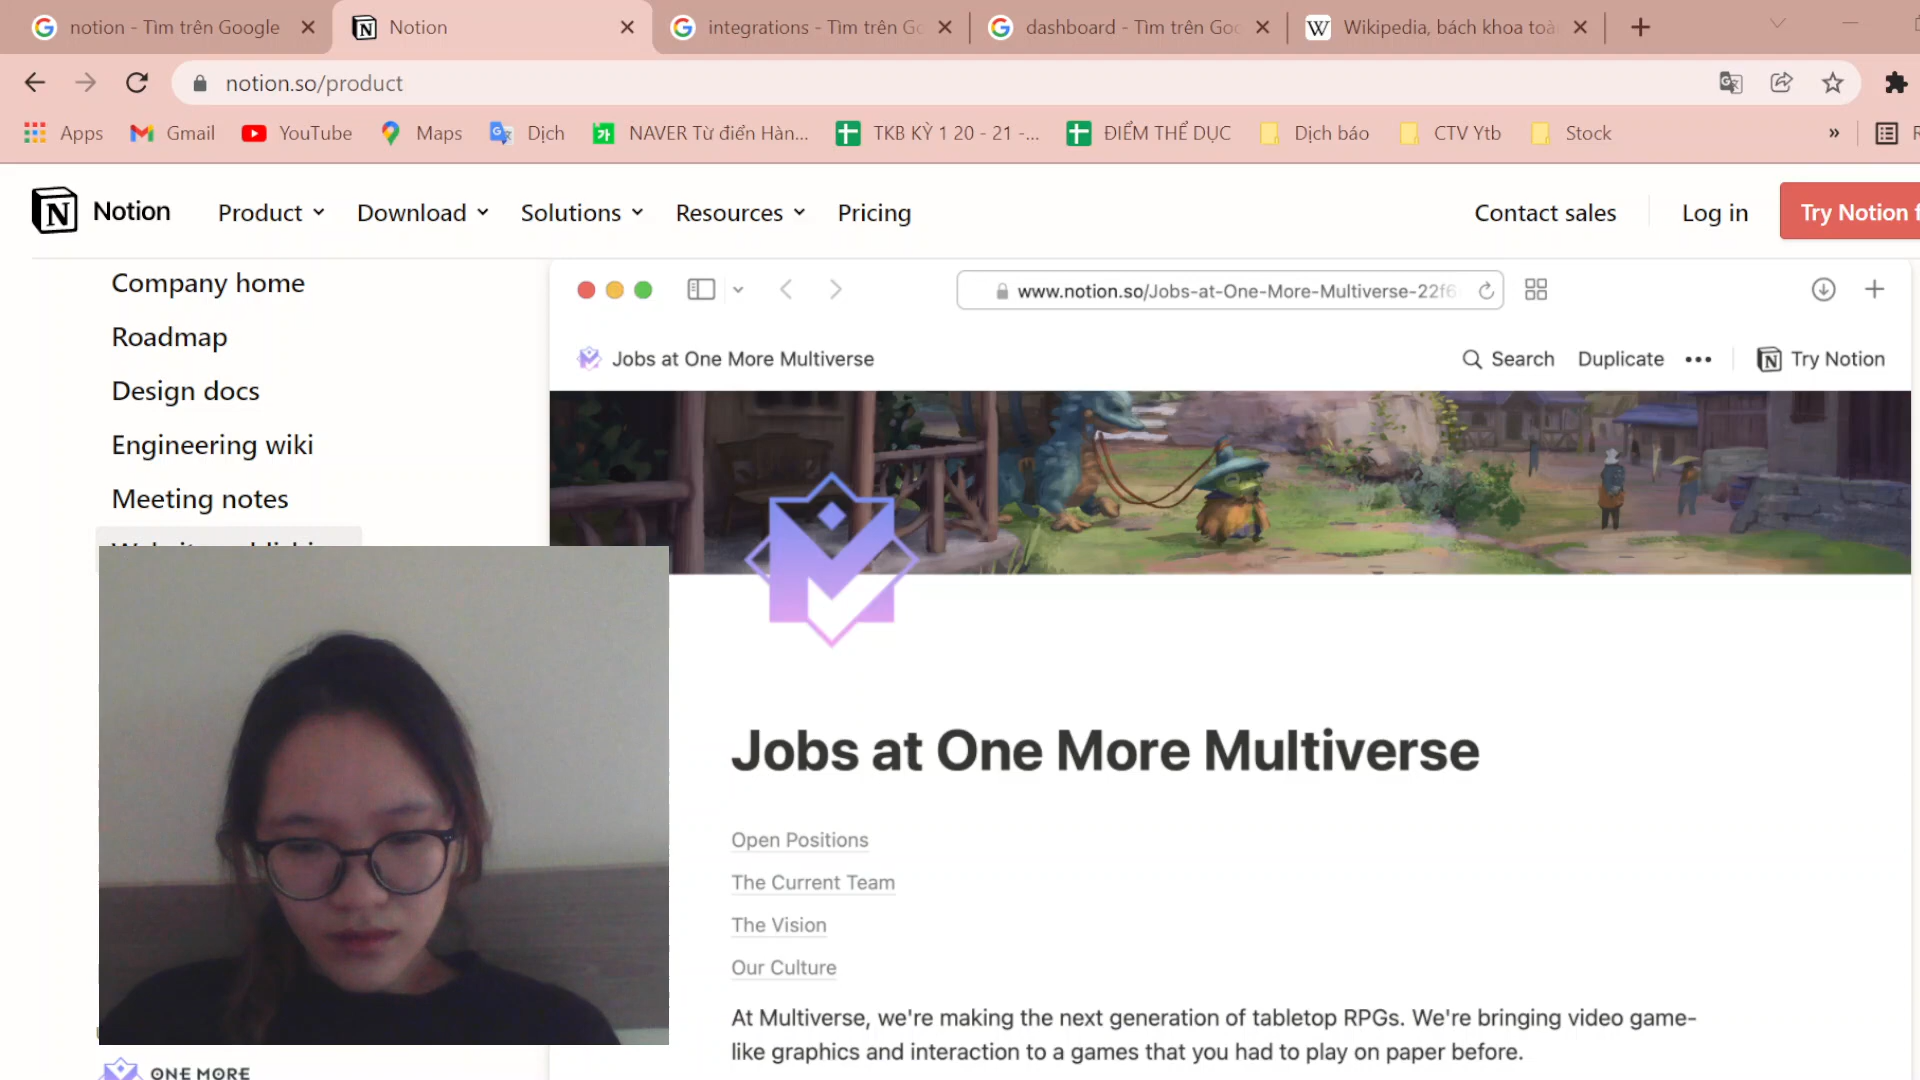 notion - Tìm trên Google
Notion
integrations - Tìm trên Go
dashboard - Tìm trên Goo
Wikipedia, bách khoa toà
notion.so/product
Apps
Gmail
YouTube
Maps
Dịch
NAVER Từ điển Hàn...
TKB KỲ 1 20 - 21 -...
ĐIỂM THỂ DỤC
Dịch báo
CTV Ytb
Stock
»
Notion
Product
Download
Solutions
Resources
Pricing
Contact sales
Log in
Try Notion f
Company home
Roadmap
Design docs
Engineering wiki
Meeting notes
www.notion.so/Jobs-at-One-More-Multiverse-22f6
Jobs at One More Multiverse
Search
Duplicate
•••
Try Notion
Jobs at One More Multiverse
Open Positions
The Current Team
The Vision
Our Culture
At Multiverse, we're making the next generation of tabletop RPGs. We're bringing video game-
like graphics and interaction to a games that you had to play on paper before.
ONE MORE